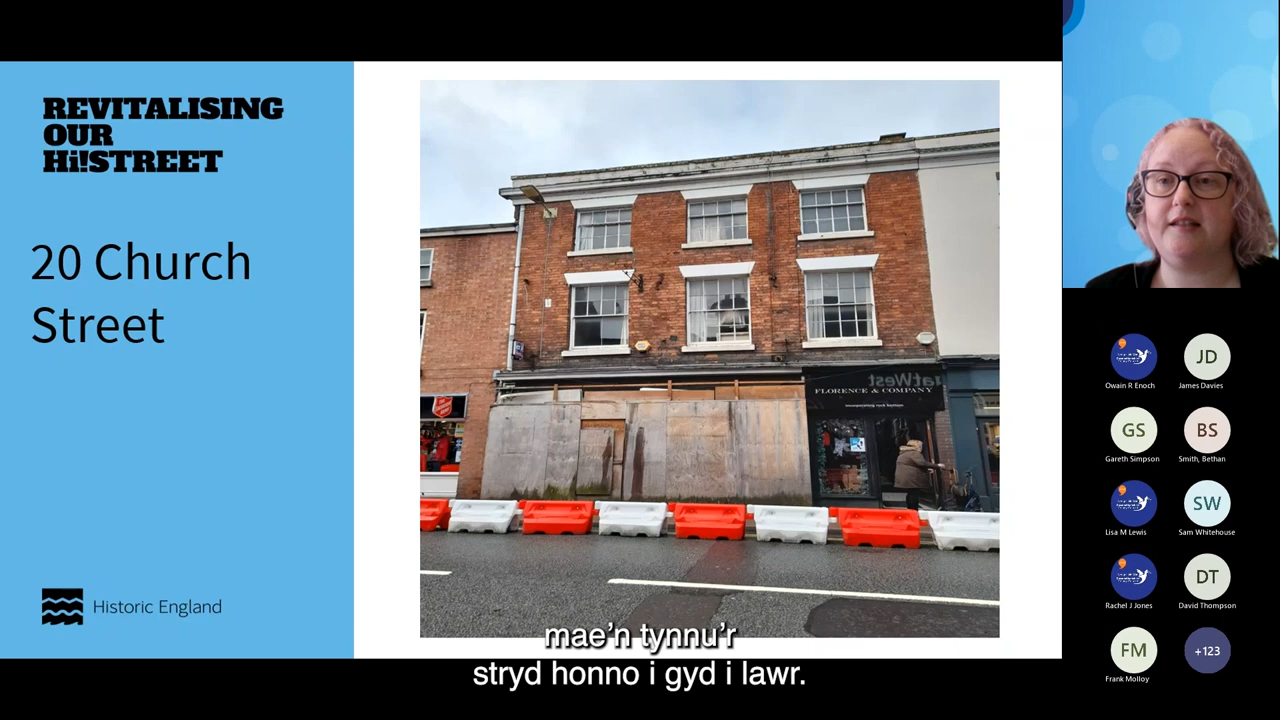 REVITALISING
OUR
Hi!STREET
20 Church
Street
Historic England
NatWest
FLORENCE & COMPANY
mae'n tynnu'r
stryd honno i gyd i lawr.
Owain R Enoch
JD
James Davies
GS
Gareth Simpson
BS
Smith, Bethan
Lisa M Lewis
SW
Sam Whitehouse
Rachel J Jones
DT
David Thompson
FM
Frank Molloy
+123